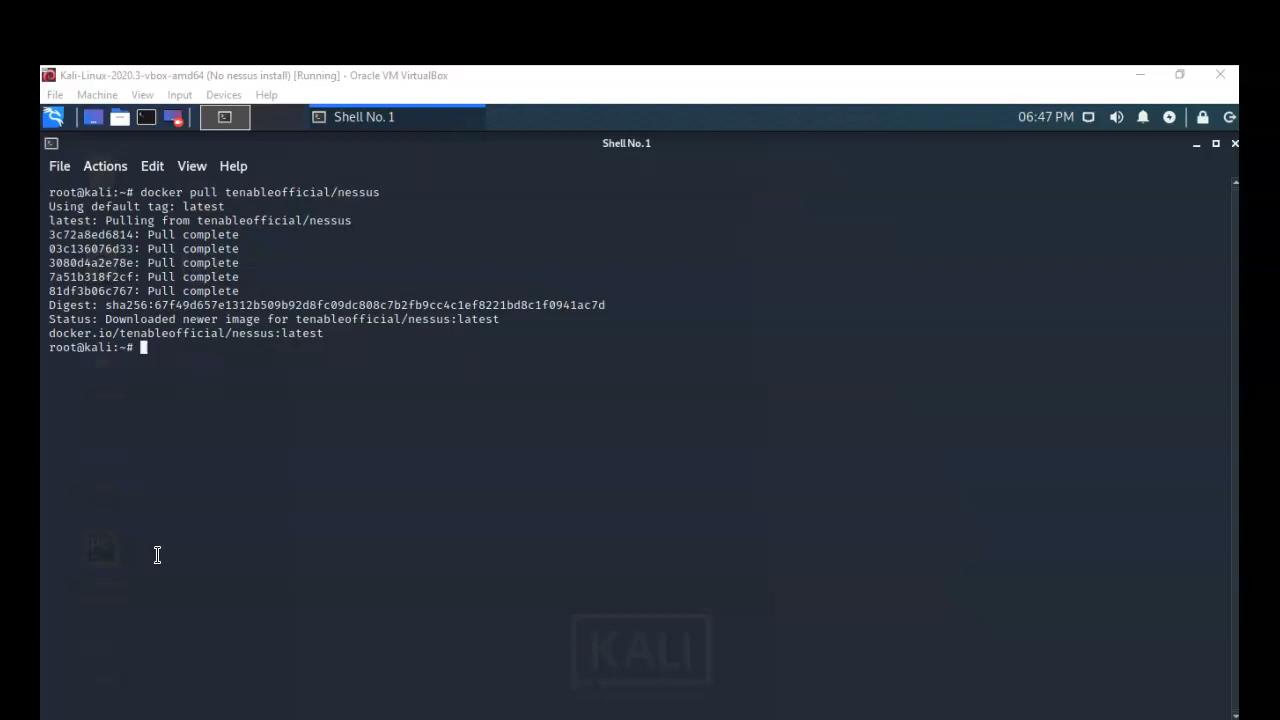 Kali-Linux-2020.3-vbox-amd64 (No nessus install) [Running] - Oracle VM VirtualBox
File Machine View Input Devices Help
Shell No. 1
06:47 PM
Shell No. 1
File Actions Edit View Help
root@kali:~# docker pull tenableofficial/nessus
Using default tag: latest
latest: Pulling from tenableofficial/nessus
3c72a8ed6814: Pull complete
03c136076d33: Pull complete
3080d4a2e78e: Pull complete
7a51b318f2cf: Pull complete
81df3b06c767: Pull complete
Digest: sha256:67f49d657e1312b509b92d8fc09dc808c7b2fb9cc4c1ef8221bd8c1f0941ac7d
Status: Downloaded newer image for tenableofficial/nessus:latest
docker.io/tenableofficial/nessus:latest
root@kali:~#
KALI